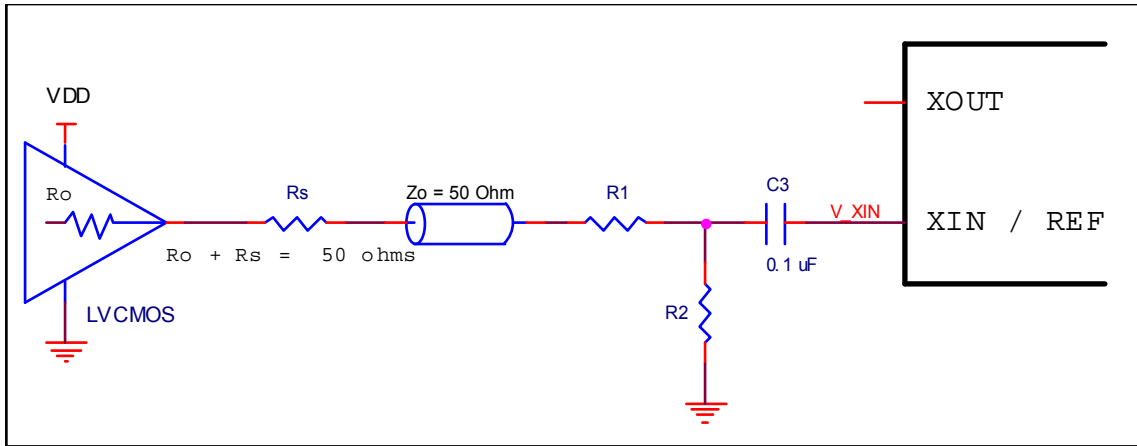 VDD
Ro
Rs
Ro + Rs = 50 ohms
LVCMOS
Zo = 50 Ohm
R1
R2
C3
0.1 uF
V_XIN
XOUT
XIN / REF